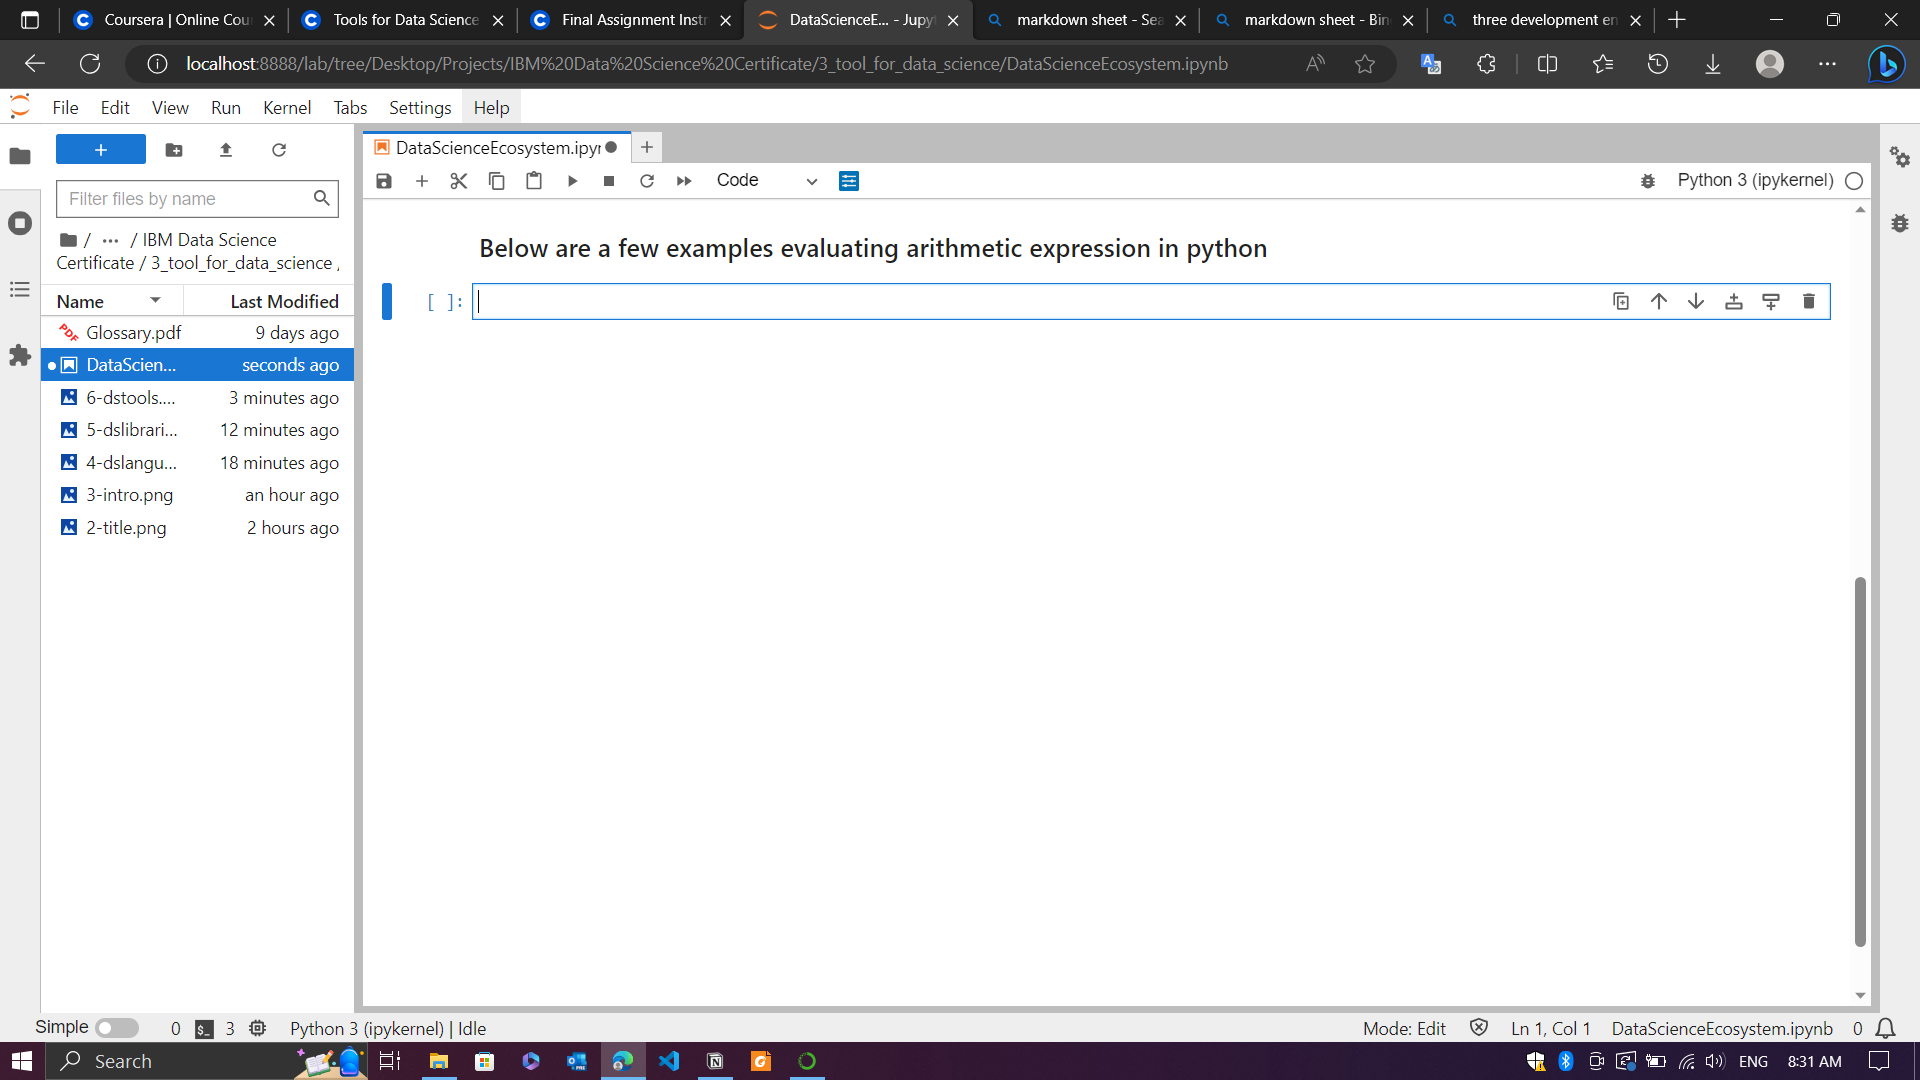 Coursera | Online Cou
Tools for Data Science
Final Assignment Instr
DataScienceE... - Jupyt
markdown sheet - Sea
markdown sheet - Bin
three development en
localhost:8888/lab/tree/Desktop/Projects/IBM%20Data%20Science%20Certificate/3_tool_for_data_science/DataScienceEcosystem.ipynb
File Edit View Run Kernel Tabs Settings Help
DataScienceEcosystem.ipyn
Code
Python 3 (ipykernel)
Filter files by name
/ ... / IBM Data Science
Certificate / 3_tool_for_data_science /
Name Last Modified
Glossary.pdf 9 days ago
DataScien... seconds ago
6-dstools.... 3 minutes ago
5-dslibrari... 12 minutes ago
4-dslangu... 18 minutes ago
3-intro.png an hour ago
2-title.png 2 hours ago
Below are a few examples evaluating arithmetic expression in python
[ ]:
Simple 0 $_ 3 Python 3 (ipykernel) | Idle Mode: Edit Ln 1, Col 1 DataScienceEcosystem.ipynb 0
Search ENG 8:31 AM